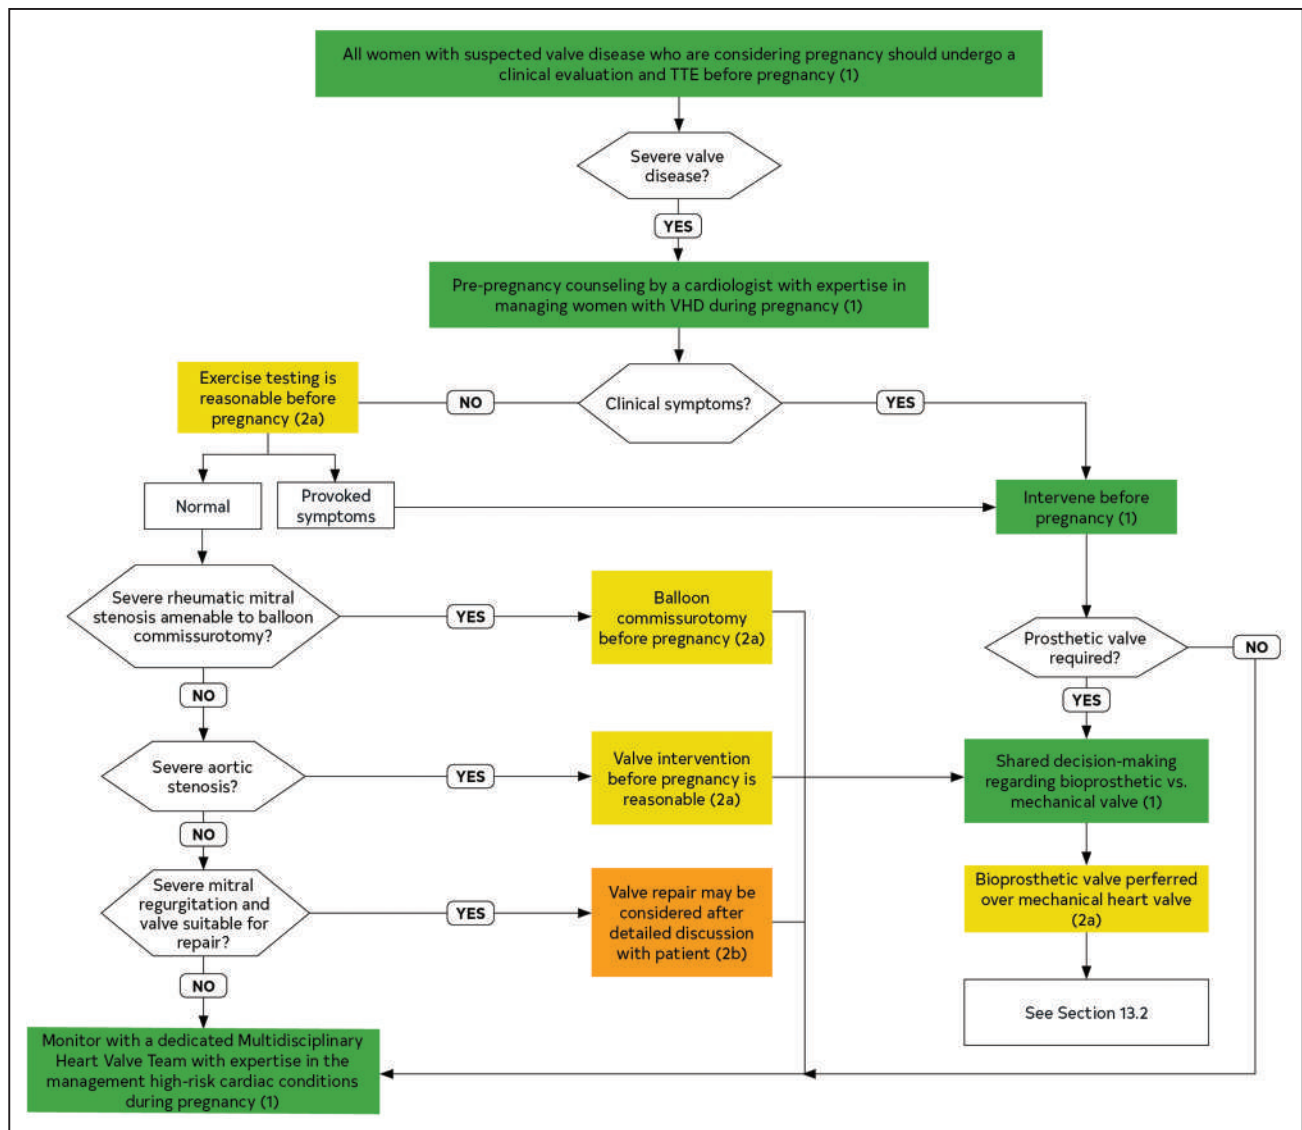 All women with suspected valve disease who are considering pregnancy should undergo a
clinical evaluation and TTE before pregnancy (1)
Severe valve
disease?
YES
Pre-pregnancy counseling by a cardiologist with expertise in
managing women with VHD during pregnancy (1)
Exercise testing is
reasonable before
pregnancy (2a)
NO
Clinical symptoms?
YES
Normal
Provoked
symptoms
Intervene before
pregnancy (1)
Severe rheumatic mitral
stenosis amenable to balloon
commissurotomy?
YES
Balloon
commissurotomy
before pregnancy (2a)
Prosthetic valve
required?
NO
NO
YES
Severe aortic
stenosis?
YES
Valve intervention
before pregnancy is
reasonable (2a)
Shared decision-making
regarding bioprosthetic vs.
mechanical valve (1)
NO
Severe mitral
regurgitation and
valve suitable for
repair?
YES
Valve repair may be
considered after
detailed discussion
with patient (2b)
Bioprosthetic valve perferred
over mechanical heart valve
(2a)
NO
See Section 13.2
Monitor with a dedicated Multidisciplinary
Heart Valve Team with expertise in the
management high-risk cardiac conditions
during pregnancy (1)